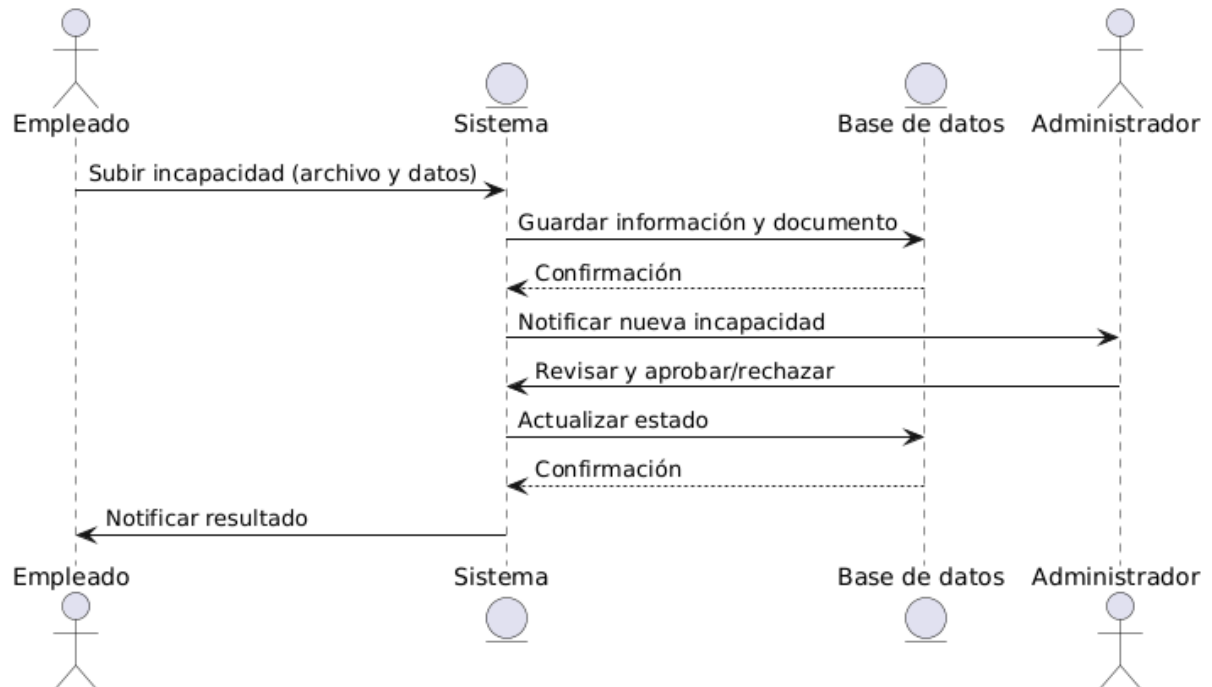 Empleado
Sistema
Base de datos
Administrador
Subir incapacidad (archivo y datos)
Guardar información y documento
Confirmación
Notificar nueva incapacidad
Revisar y aprobar/rechazar
Actualizar estado
Confirmación
Notificar resultado
Empleado
Sistema
Base de datos
Administrador